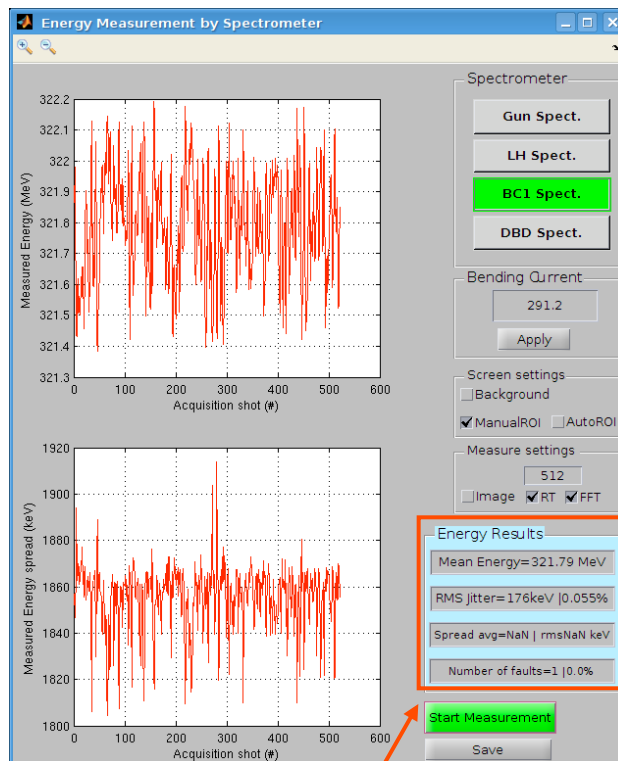 Energy Measurement by Spectrometer
322.2
322.1
322
321.9
321.8
321.7
321.6
321.5
321.4
321.3
Measured Energy (MeV)
0 100 200 300 400 500 600
Acquisition shot (#)
1920
1900
1880
1860
1840
1820
1800
Measured Energy spread (keV)
0 100 200 300 400 500 600
Acquisition shot (#)
Spectrometer
Gun Spect.
LH Spect.
BC1 Spect.
DBD Spect.
Bending Current
291.2
Apply
Screen settings
Background
ManualROI AutoROI
Measure settings
512
Image RT FFT
Energy Results
Mean Energy=321.79 MeV
RMS Jitter=176keV |0.055%
Spread avg=NaN | rmsNaN keV
Number of faults=1 |0.0%
Start Measurement
Save